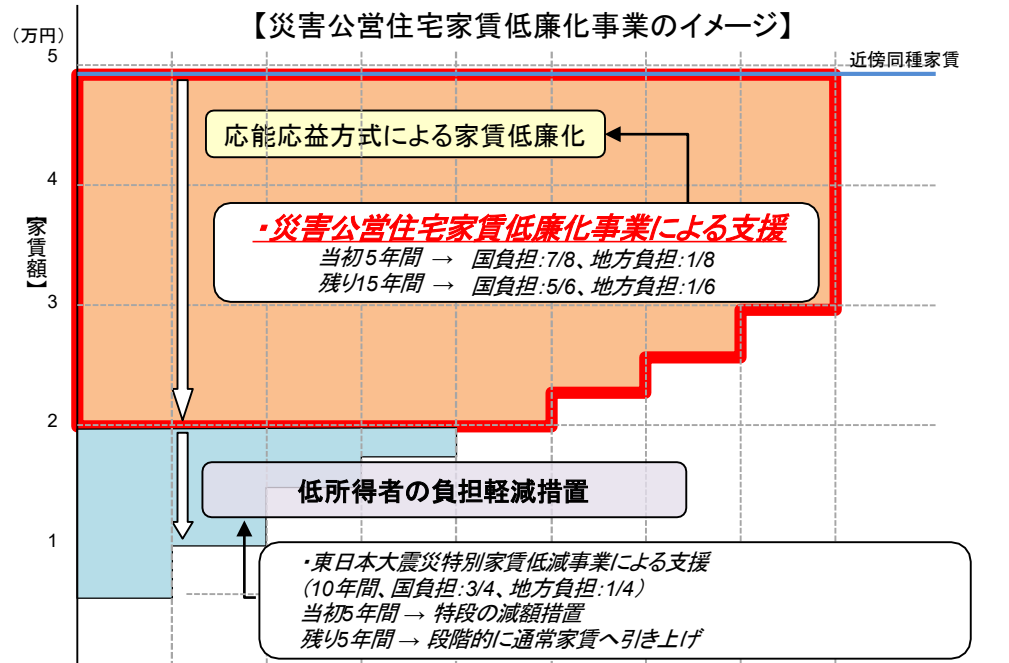 【災害公営住宅家賃低廉化事業のイメージ】
（万円）
5
近傍同種家賃
応能応益方式による家賃低廉化
4
【家賃額】
・災害公営住宅家賃低廉化事業による支援
当初５年間 → 国負担：7/8、地方負担：1/8
残り15年間 → 国負担：5/6、地方負担：1/6
3
2
低所得者の負担軽減措置
1
・東日本大震災特別家賃低減事業による支援
（10年間、国負担：3/4、地方負担：1/4）
当初5年間 → 特段の減額措置
残り5年間 → 段階的に通常家賃へ引き上げ